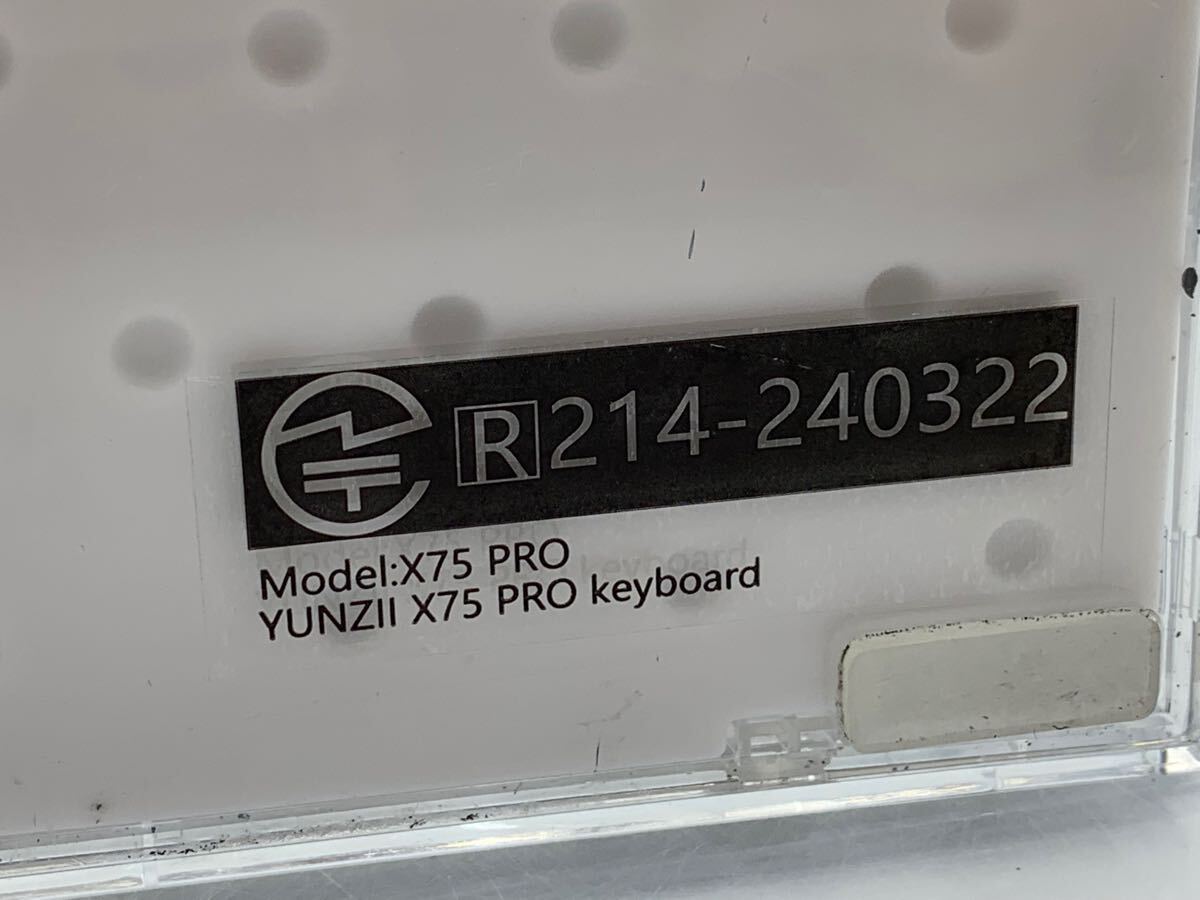 R 214-240322
Model:X75 PRO
YUNZII X75 PRO keyboard